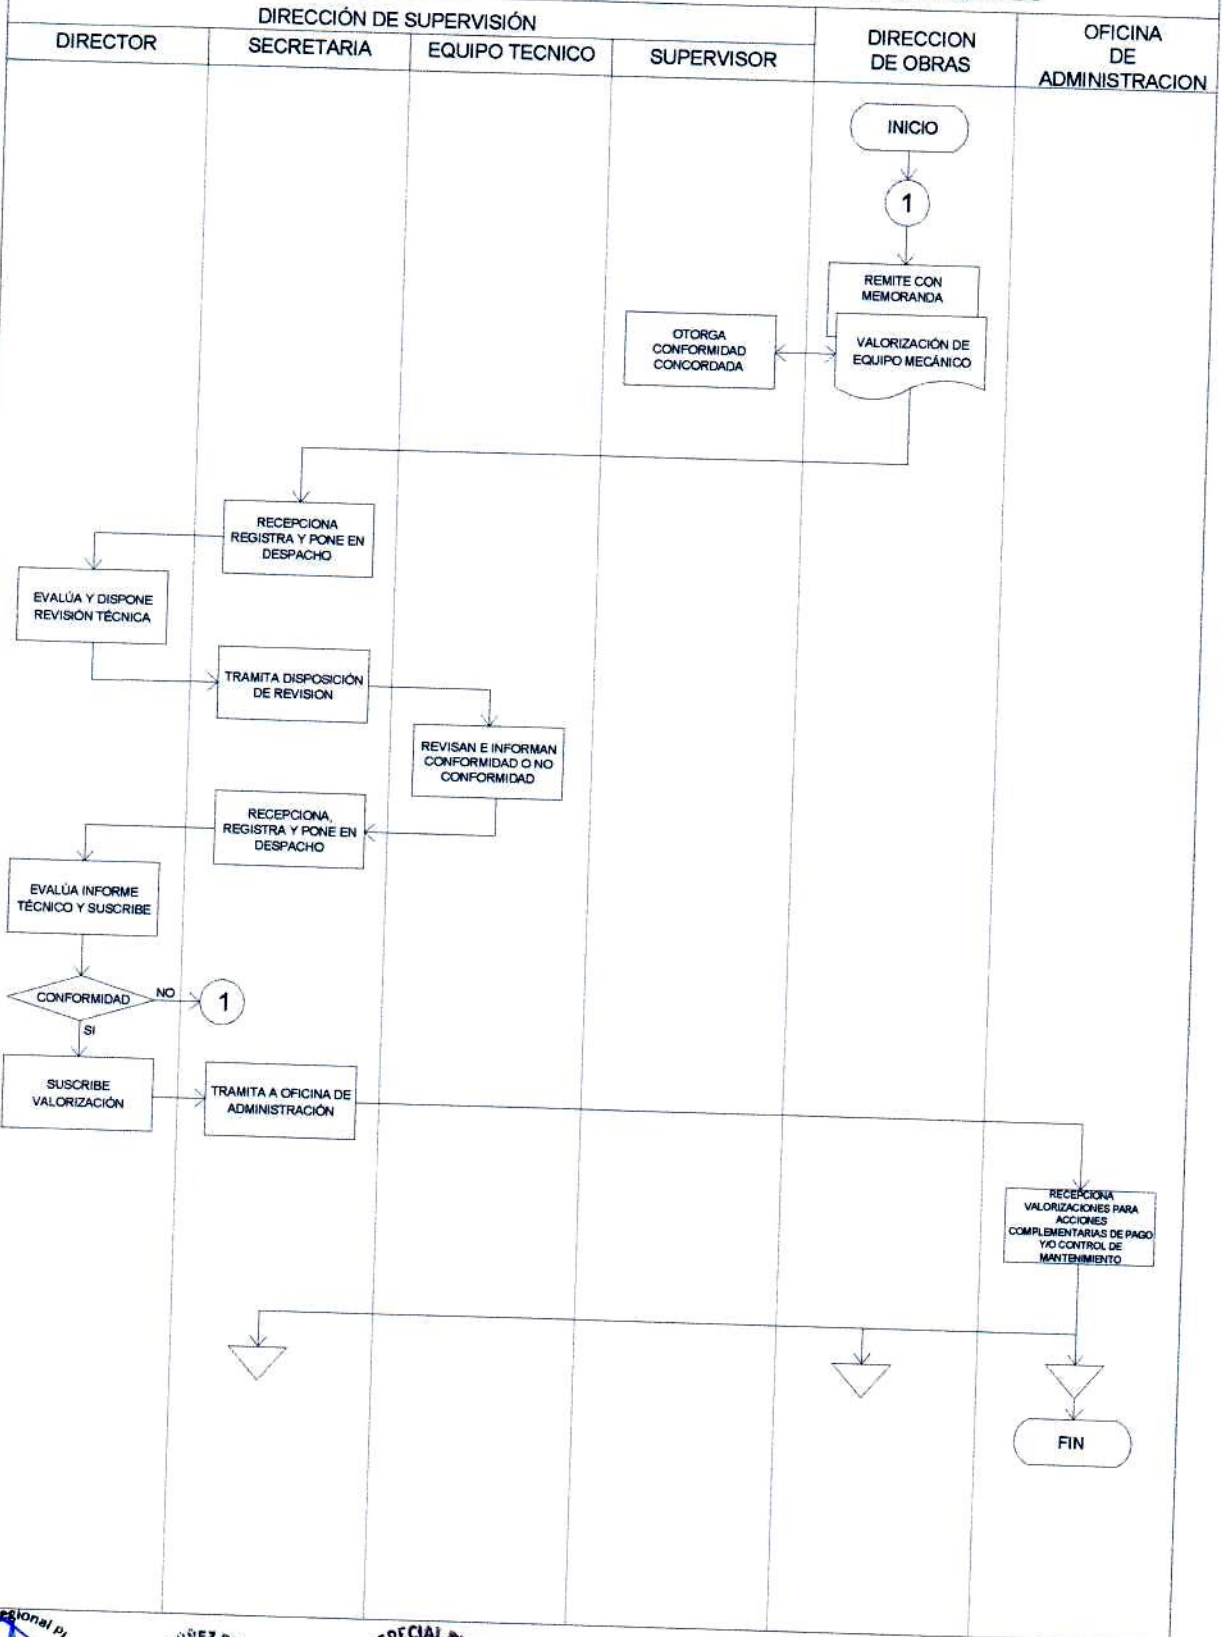 DIRECCIÓN DE SUPERVISIÓN
DIRECTOR
SECRETARIA
EQUIPO TECNICO
SUPERVISOR
DIRECCION
DE OBRAS
OFICINA
DE
ADMINISTRACION
INICIO
1
REMITE CON
MEMORANDA
OTORGA
CONFORMIDAD
CONCORDADA
VALORIZACIÓN DE
EQUIPO MECÁNICO
RECEPCIONA
REGISTRA Y PONE EN
DESPACHO
EVALÚA Y DISPONE
REVISIÓN TÉCNICA
TRAMITA DISPOSICIÓN
DE REVISION
REVISAN E INFORMAN
CONFORMIDAD O NO
CONFORMIDAD
RECEPCIONA,
REGISTRA Y PONE EN
DESPACHO
EVALÚA INFORME
TÉCNICO Y SUSCRIBE
CONFORMIDAD
NO
1
SI
SUSCRIBE
VALORIZACIÓN
TRAMITA A OFICINA DE
ADMINISTRACIÓN
RECEPCIONA
VALORIZACIONES PARA
ACCIONES
COMPLEMENTARIAS DE PAGO
Y/O CONTROL DE
MANTENIMIENTO
FIN